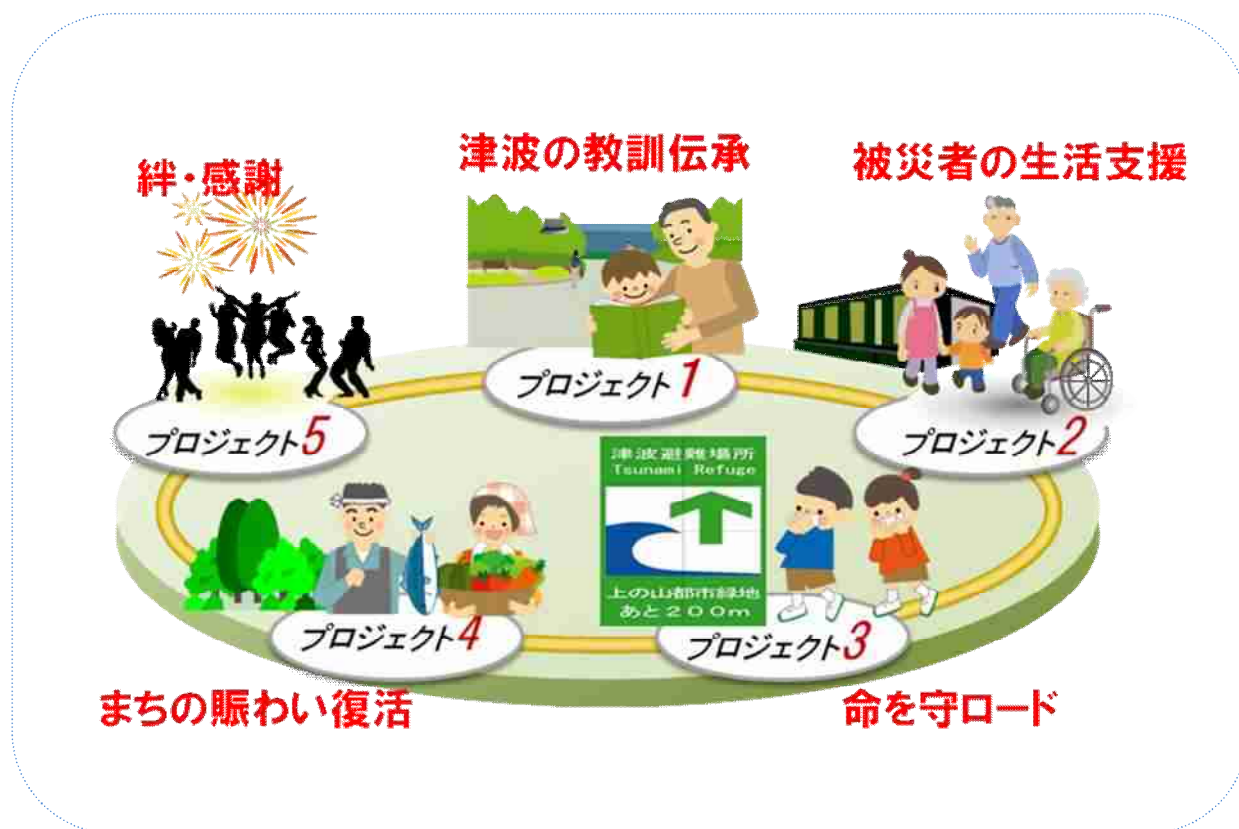 津波の教訓伝承
プロジェクト1
被災者の生活支援
プロジェクト2
命を守ロード
プロジェクト3
津波避難場所
Tsunami Refuge
上の山都市緑地
あと200m
まちの賑わい復活
プロジェクト4
絆・感謝
プロジェクト5